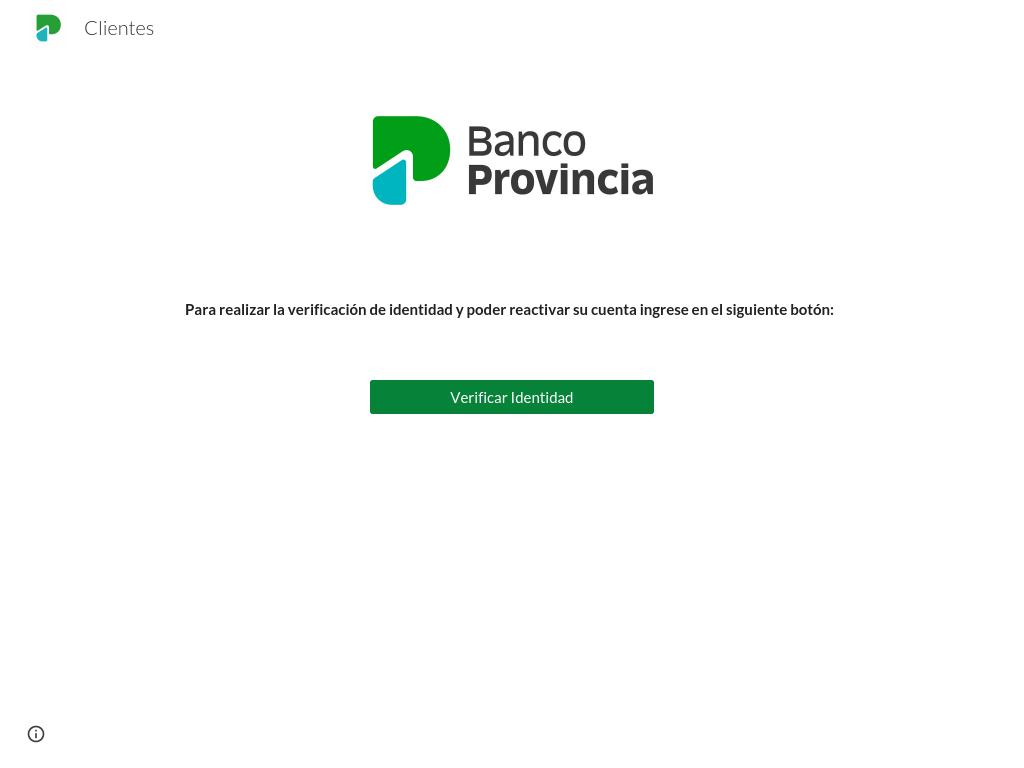 Clientes
Banco
Provincia
Para realizar la verificación de identidad y poder reactivar su cuenta ingrese en el siguiente botón:
Verificar Identidad